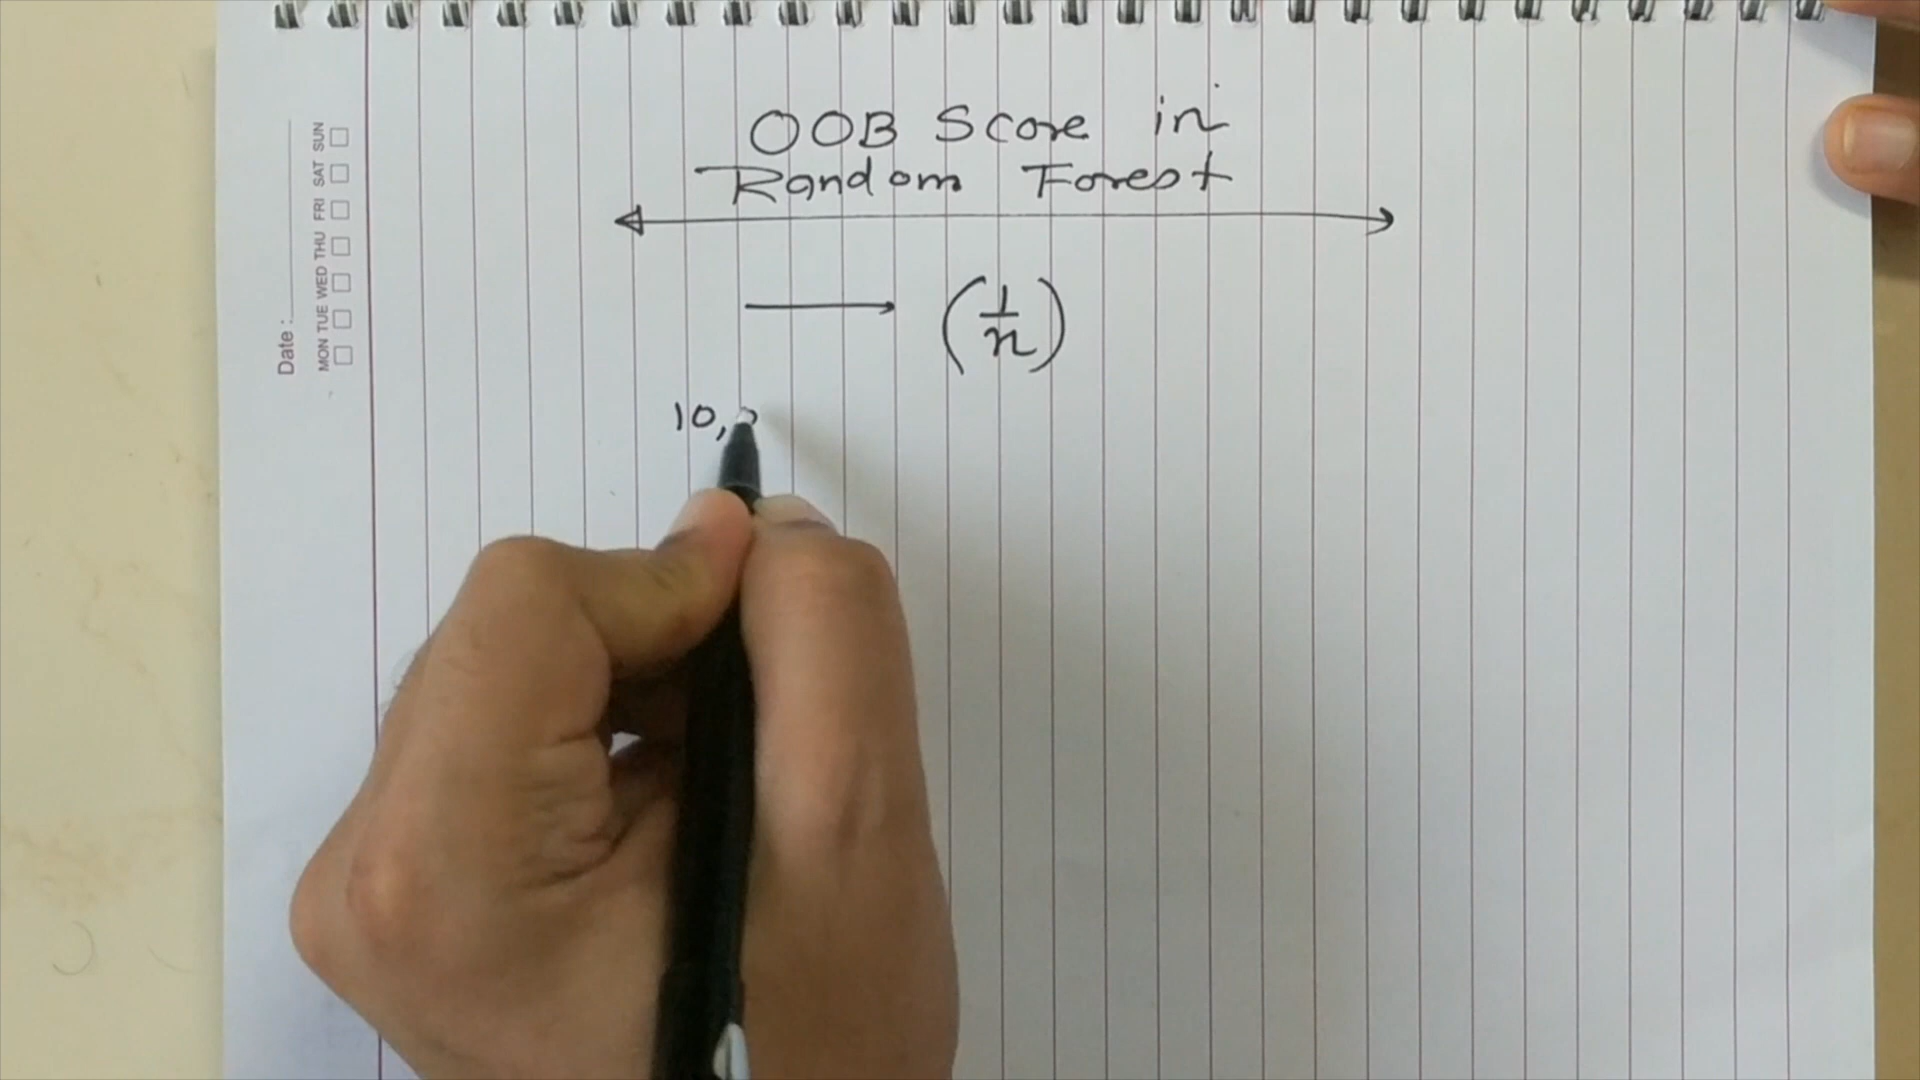 OOB Score in
Random Forest
(1/n)
10,
Date :
MON TUE WED THU FRI SAT SUN